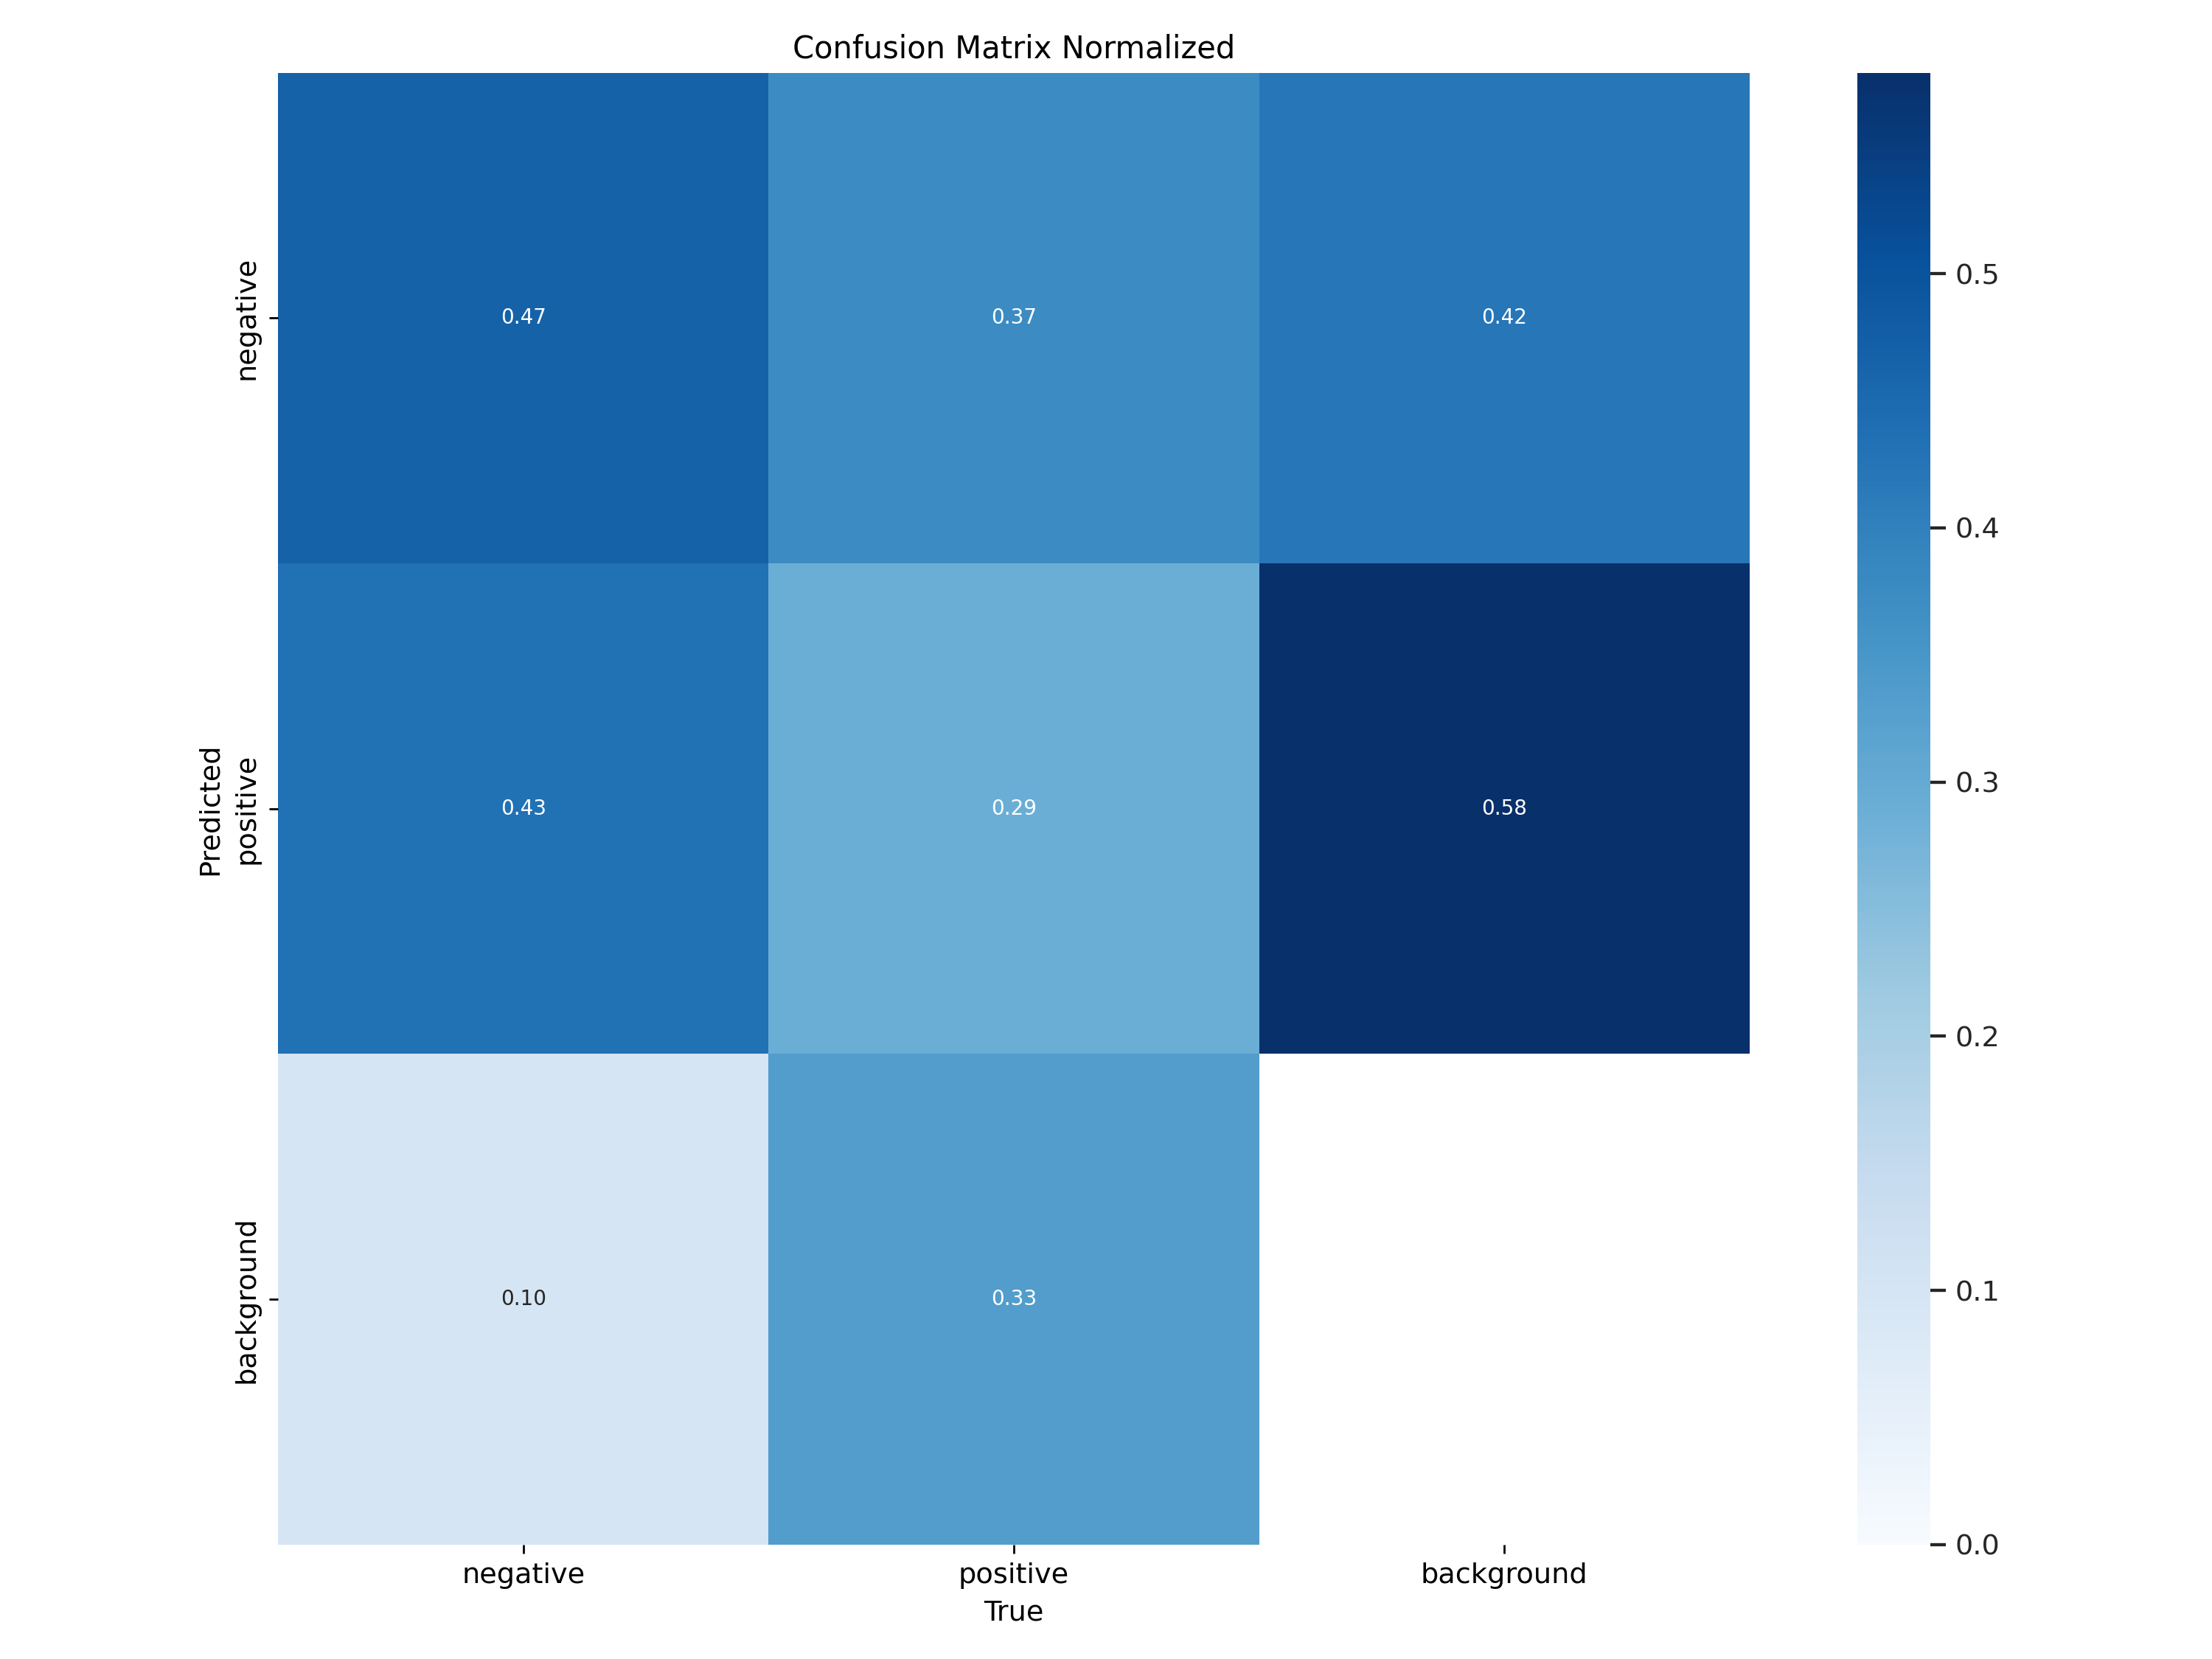 Confusion Matrix Normalized
negative
0.47
0.37
0.42
Predicted
positive
0.43
0.29
0.58
background
0.10
0.33
negative
positive
background
True
0.5
0.4
0.3
0.2
0.1
0.0